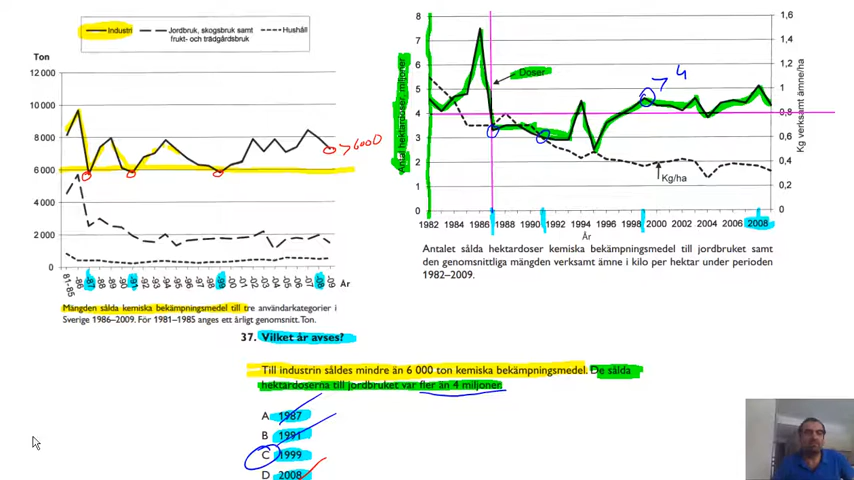 Industri
Jordbruk, skogsbruk samt
frukt- och trädgårdsbruk
Hushåll
Ton
12 000
10 000
8 000
6 000
4 000
2 000
0
81-85
-86
-87
-88
-89
-90
-91
-92
-93
-94
-95
-96
-97
-98
-99
-00
-01
-02
-03
-04
-05
-06
-07
-08
-09
År
>6000
Mängden sålda kemiska bekämpningsmedel till tre användarkategorier i
Sverige 1986–2009. För 1981–1985 anges ett årligt genomsnitt. Ton.
Antal hektardoser, miljoner
8
7
6
5
4
3
2
1
0
Doser
> 4
Kg/ha
1,6
1,4
1,2
1
0,8
0,6
0,4
0,2
0
Kg verksamt ämne/ha
1982 1984 1986 1988 1990 1992 1994 1996 1998 2000 2002 2004 2006 2008
År
Antalet sålda hektardoser kemiska bekämpningsmedel till jordbruket samt
den genomsnittliga mängden verksamt ämne i kilo per hektar under perioden
1982–2009.
37. Vilket år avses?
Till industrin såldes mindre än 6 000 ton kemiska bekämpningsmedel. De sålda
hektardoserna till jordbruket var fler än 4 miljoner.
A 1987
B 1991
C 1999
D 2008